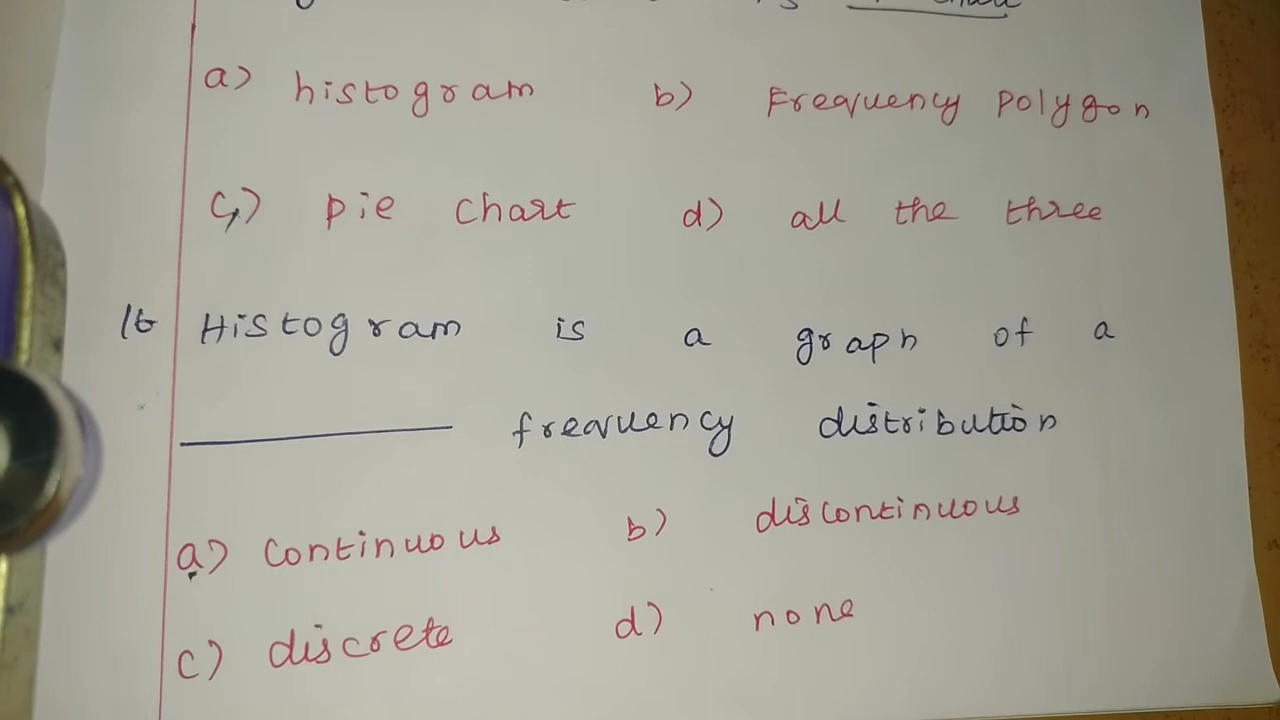 a) histogram b) Frequency polygon
c) pie chart d) all the three
16 Histogram is a graph of a
frequency distribution
a) continuous b) discontinuous
c) discrete d) none